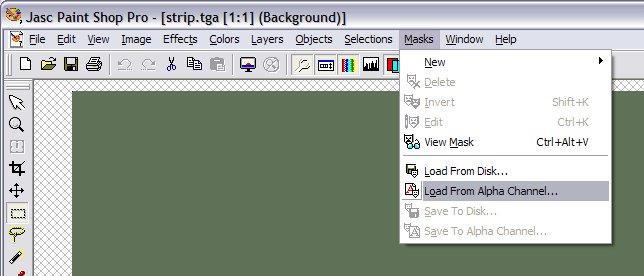 Jasc Paint Shop Pro - [strip.tga [1:1] (Background)]
File Edit View Image Effects Colors Layers Objects Selections Masks Window Help
New
Delete
Invert Shift+K
Edit Ctrl+K
View Mask Ctrl+Alt+V
Load From Disk...
Load From Alpha Channel...
Save To Disk...
Save To Alpha Channel...